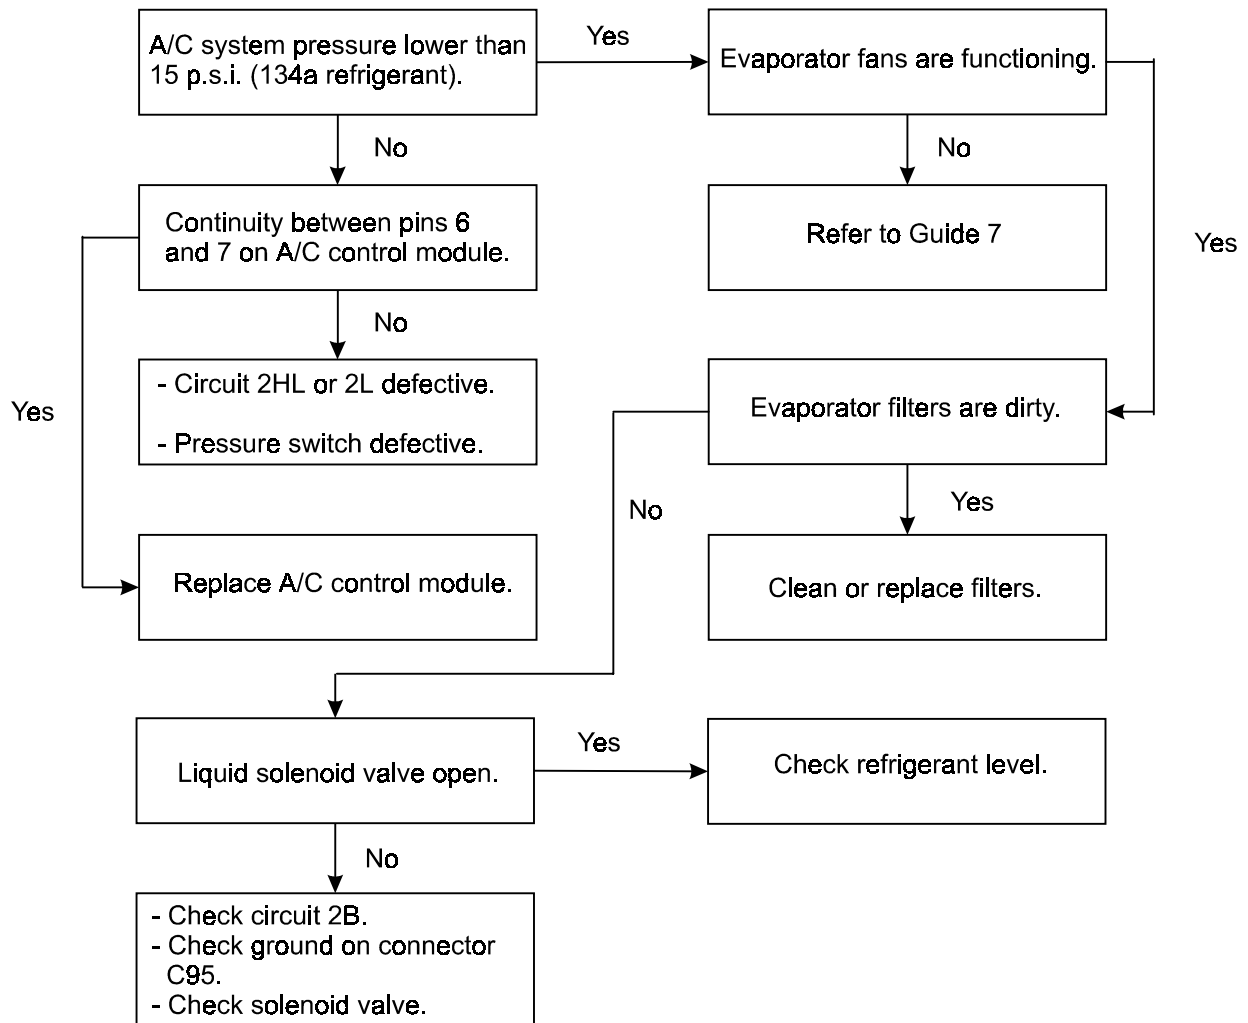 A/C system pressure lower than
15 p.s.i. (134a refrigerant).
Yes
Evaporator fans are functioning.
No
No
Continuity between pins 6
and 7 on A/C control module.
Refer to Guide 7
Yes
No
- Circuit 2HL or 2L defective.
- Pressure switch defective.
Yes
Evaporator filters are dirty.
No
Yes
Replace A/C control module.
Clean or replace filters.
Liquid solenoid valve open.
Yes
Check refrigerant level.
No
- Check circuit 2B.
- Check ground on connector
C95.
- Check solenoid valve.